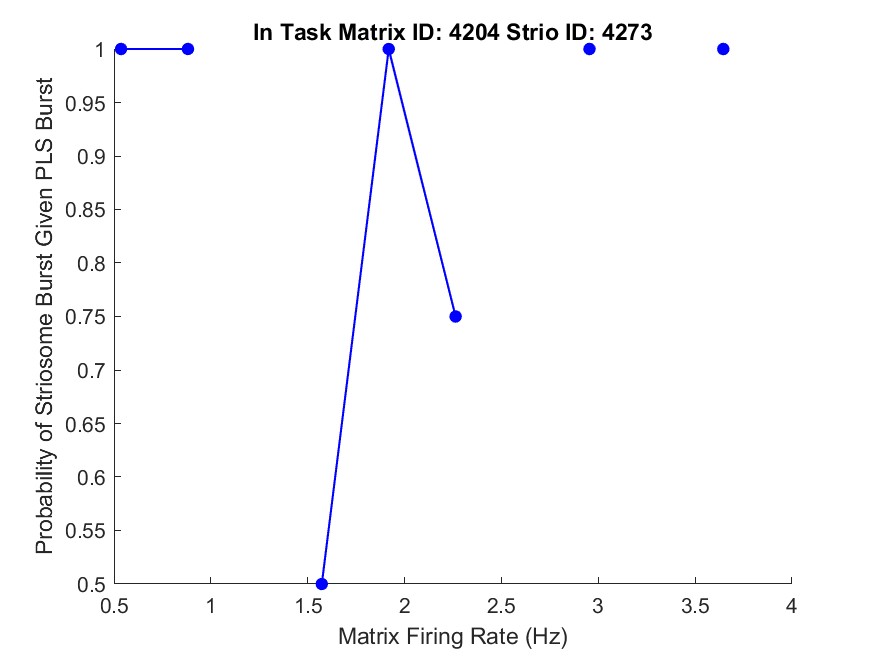 In Task Matrix ID: 4204 Strio ID: 4273
Probability of Striosome Burst Given PLS Burst
1
0.95
0.9
0.85
0.8
0.75
0.7
0.65
0.6
0.55
0.5
0.5 1 1.5 2 2.5 3 3.5 4
Matrix Firing Rate (Hz)